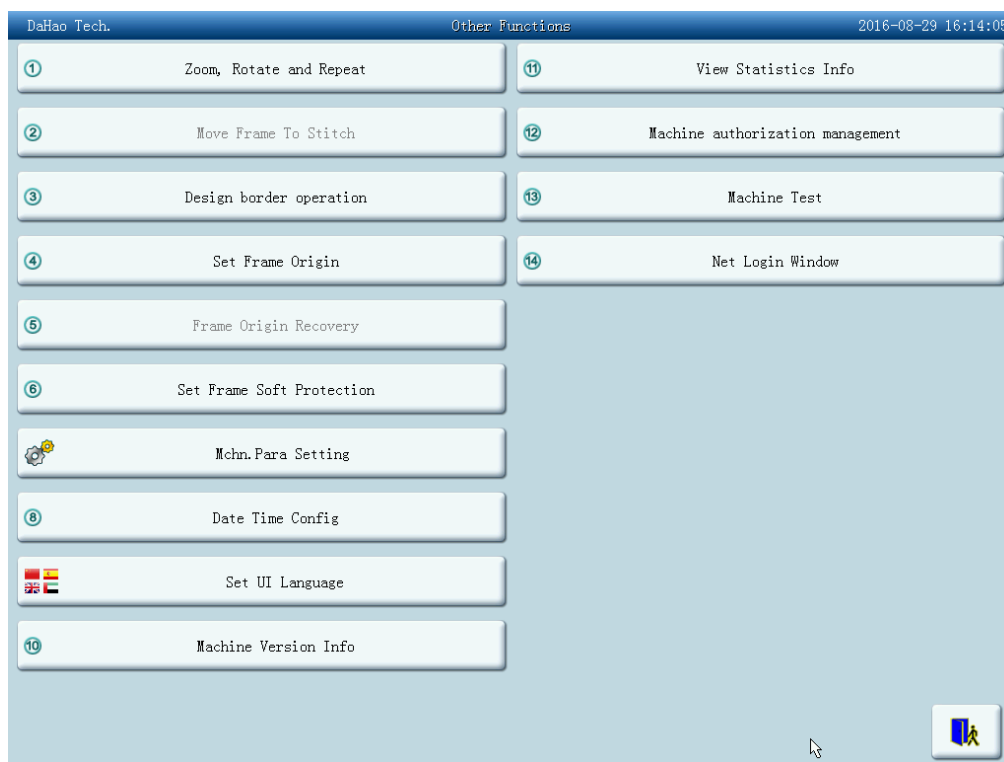 DaHao Tech. Other Functions 2016-08-29 16:14:05
1 Zoom, Rotate and Repeat
2 Move Frame To Stitch
3 Design border operation
4 Set Frame Origin
5 Frame Origin Recovery
6 Set Frame Soft Protection
Mchn.Para Setting
8 Date Time Config
Set UI Language
10 Machine Version Info
11 View Statistics Info
12 Machine authorization management
13 Machine Test
14 Net Login Window